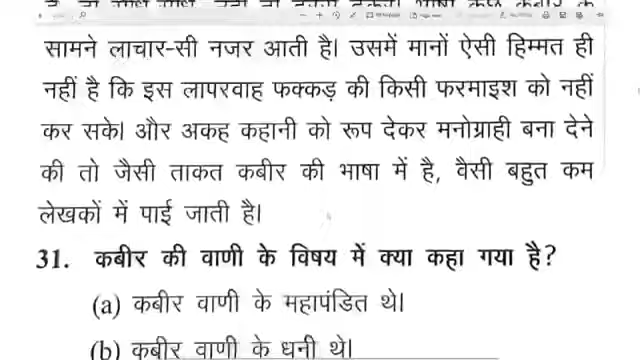 सामने लाचार-सी नजर आती है। उसमें मानों ऐसी हिम्मत ही
नहीं है कि इस लापरवाह फक्कड़ की किसी फरमाइश को नहीं
कर सके। और अकह कहानी को रूप देकर मनोग्राही बना देने
की तो जैसी ताकत कबीर की भाषा में है, वैसी बहुत कम
लेखकों में पाई जाती है।
31. कबीर की वाणी के विषय में क्या कहा गया है?
(a) कबीर वाणी के महापंडित थे।
(b) कबीर वाणी के धनी थे।